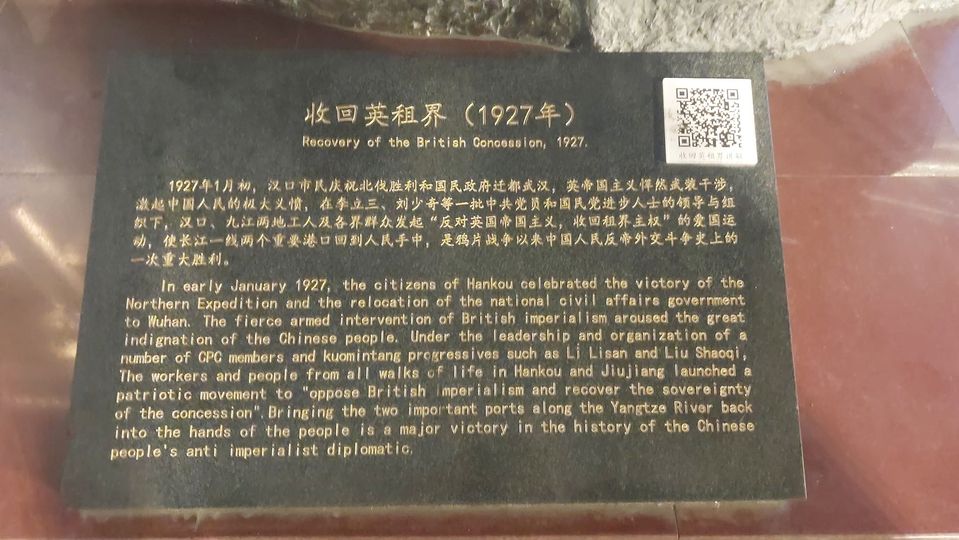 收回英租界（1927年）
Recovery of the British Concession, 1927.
1927年1月初，汉口市民庆祝北伐胜利和国民政府迁都武汉，英帝国主义悍然武装干涉，
激起中国人民的极大义愤，在李立三、刘少奇等一批中共党员和国民党进步人士的领导与组
织下，汉口、九江两地工人及各界群众发起“反对英国帝国主义，收回租界主权”的爱国运
动，使长江一线两个重要港口回到人民手中，是鸦片战争以来中国人民反帝外交斗争史上的
一次重大胜利。
In early January 1927, the citizens of Hankou celebrated the victory of the
Northern Expedition and the relocation of the national civil affairs government
to Wuhan. The fierce armed intervention of British imperialism aroused the great
indignation of the Chinese people. Under the leadership and organization of a
number of CPC members and kuomintang progressives such as Li Lisan and Liu Shaoqi,
The workers and people from all walks of life in Hankou and Jiujiang launched a
patriotic movement to "oppose British imperialism and recover the sovereignty
of the concession".Bringing the two important ports along the Yangtze River back
into the hands of the people is a major victory in the history of the Chinese
people's anti imperialist diplomatic.
收回英租界